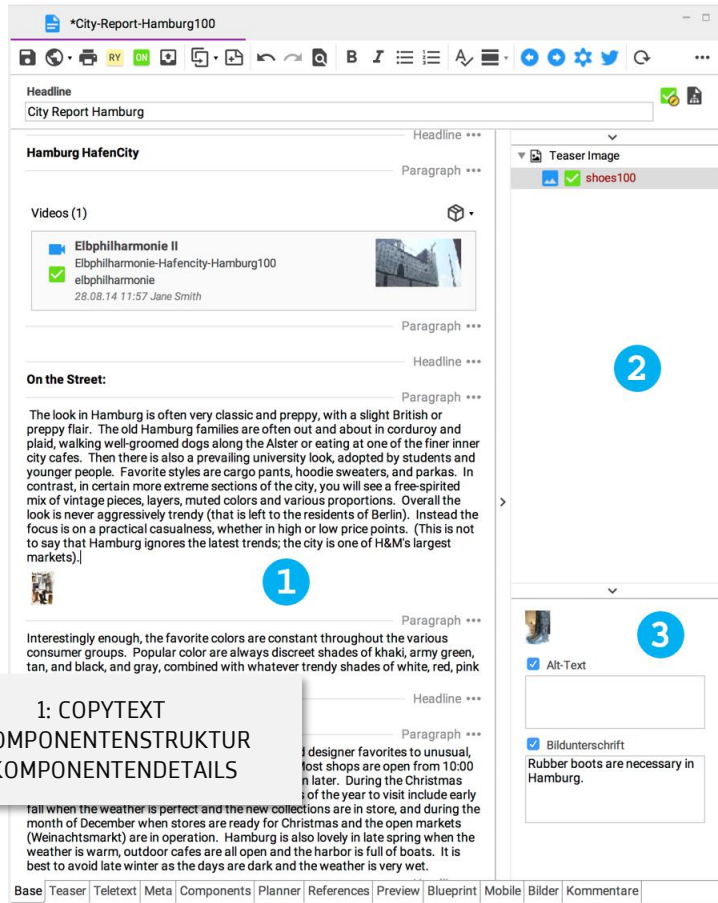 *City-Report-Hamburg100
RY
ON
B I
Headline
City Report Hamburg
Headline •••
Hamburg HafenCity
Paragraph •••
Videos (1)
Elbphilharmonie II
Elbphilharmonie-Hafencity-Hamburg100
elbphilharmonie
28.08.14 11:57 Jane Smith
Paragraph •••
Headline •••
On the Street:
Paragraph •••
The look in Hamburg is often very classic and preppy, with a slight British or
preppy flair. The old Hamburg families are often out and about in corduroy and
plaid, walking well-groomed dogs along the Alster or eating at one of the finer inner
city cafes. Then there is also a prevailing university look, adopted by students and
younger people. Favorite styles are cargo pants, hoodie sweaters, and parkas. In
contrast, in certain more extreme sections of the city, you will see a free-spirited
mix of vintage pieces, layers, muted colors and various proportions. Overall the
look is never aggressively trendy (that is left to the residents of Berlin). Instead the
focus is on a practical casualness, whether in high or low price points. (This is not
to say that Hamburg ignores the latest trends; the city is one of H&M's largest
markets).
1
Paragraph •••
Interestingly enough, the favorite colors are constant throughout the various
consumer groups. Popular color are always discreet shades of khaki, army green,
tan, and black, and gray, combined with whatever trendy shades of white, red, pink
Headline •••
Paragraph •••
designer favorites to unusual,
Most shops are open from 10:00
n later. During the Christmas
s of the year to visit include early
fall when the weather is perfect and the new collections are in store, and during the
month of December when stores are ready for Christmas and the open markets
(Weinachtsmarkt) are in operation. Hamburg is also lovely in late spring when the
weather is warm, outdoor cafes are all open and the harbor is full of boats. It is
best to avoid late winter as the days are dark and the weather is very wet.
1: COPYTEXT
OMPONENTENSTRUKTUR
KOMPONENTENDETAILS
Teaser Image
shoes100
2
3
Alt-Text
Bildunterschrift
Rubber boots are necessary in
Hamburg.
Base Teaser Teletext Meta Components Planner References Preview Blueprint Mobile Bilder Kommentare